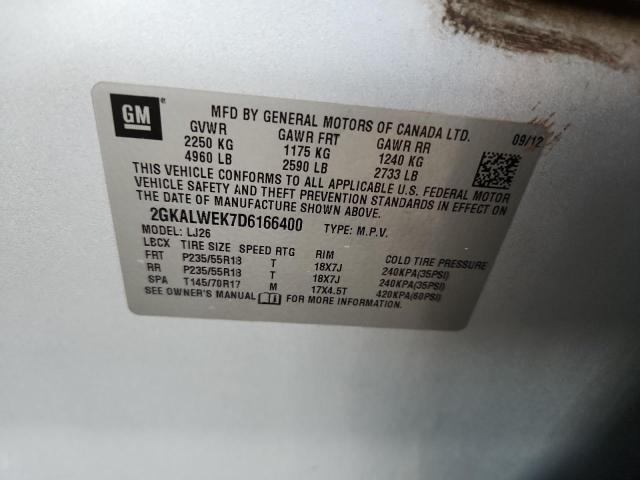 GM
MFD BY GENERAL MOTORS OF CANADA LTD.
09/12
GVWR GAWR FRT GAWR RR
2250 KG 1175 KG 1240 KG
4960 LB 2590 LB 2733 LB
THIS VEHICLE CONFORMS TO ALL APPLICABLE U.S. FEDERAL MOTOR
VEHICLE SAFETY AND THEFT PREVENTION STANDARDS IN EFFECT ON
THE DATE OF MANUFACTURE SHOWN ABOVE.
2GKALWEK7D6166400 TYPE: M.P.V.
MODEL: LJ26
LBCX TIRE SIZE SPEED RTG RIM COLD TIRE PRESSURE
FRT P235/55R18 T 18X7J 240KPA(35PSI)
RR P235/55R18 T 18X7J 240KPA(35PSI)
SPA T145/70R17 M 17X4.5T 420KPA(60PSI)
SEE OWNER'S MANUAL FOR MORE INFORMATION.